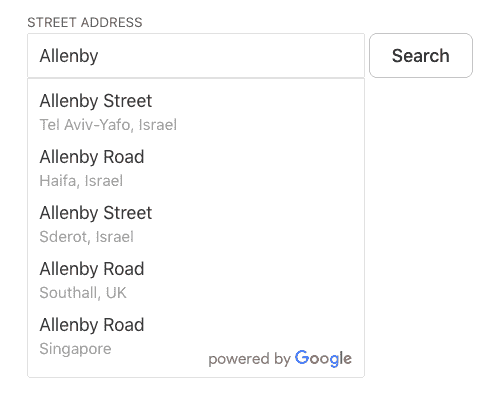 STREET ADDRESS
Allenby
Search
Allenby Street
Tel Aviv-Yafo, Israel
Allenby Road
Haifa, Israel
Allenby Street
Sderot, Israel
Allenby Road
Southall, UK
Allenby Road
Singapore
powered by Google